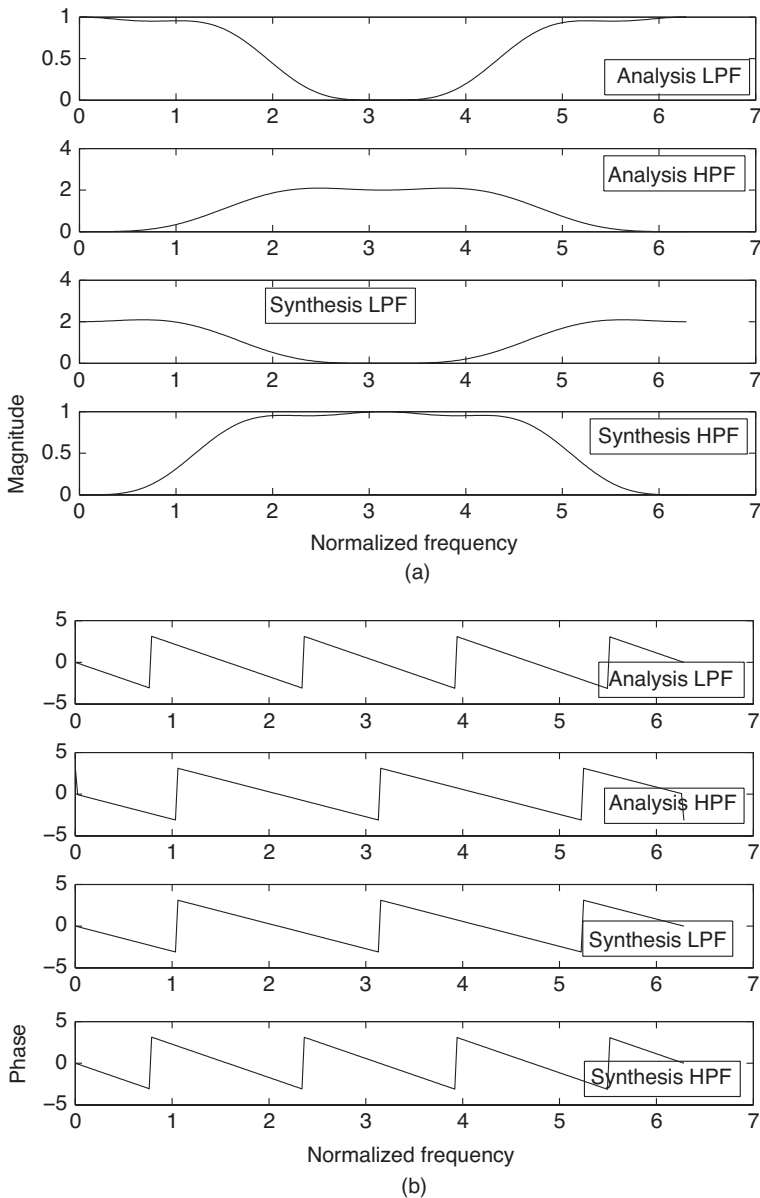 1
0.5
0
0 1 2 3 4 5 6 7
Analysis LPF
4
2
0
0 1 2 3 4 5 6 7
Analysis HPF
4
2
0
0 1 2 3 4 5 6 7
Synthesis LPF
1
0.5
0
0 1 2 3 4 5 6 7
Synthesis HPF
Magnitude
Normalized frequency
(a)
5
0
−5
0 1 2 3 4 5 6 7
Analysis LPF
5
0
−5
0 1 2 3 4 5 6 7
Analysis HPF
5
0
−5
0 1 2 3 4 5 6 7
Synthesis LPF
5
0
−5
0 1 2 3 4 5 6 7
Synthesis HPF
Phase
Normalized frequency
(b)